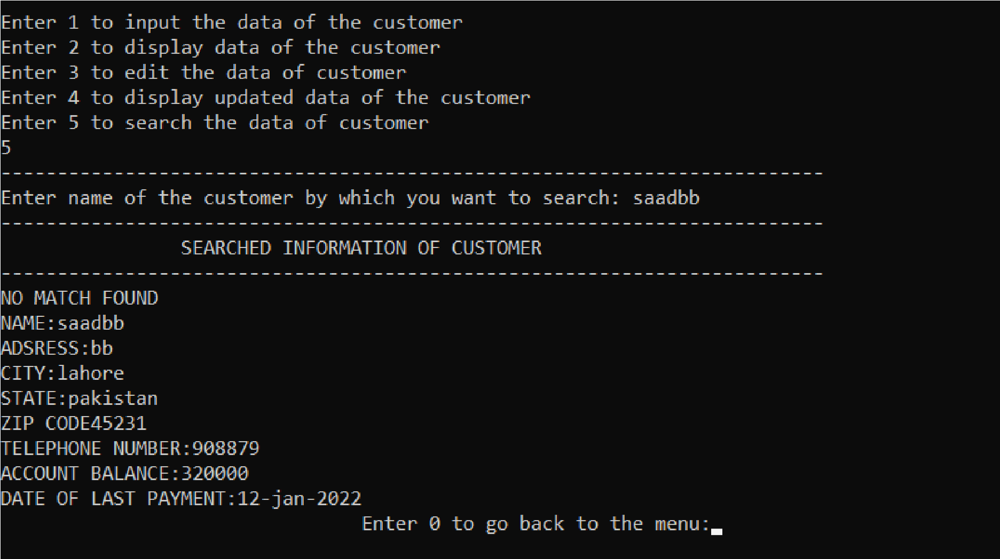 Enter 1 to input the data of the customer
Enter 2 to display data of the customer
Enter 3 to edit the data of customer
Enter 4 to display updated data of the customer
Enter 5 to search the data of customer
5
-------------------------------------------------------------------------
Enter name of the customer by which you want to search: saadbb
-------------------------------------------------------------------------
SEARCHED INFORMATION OF CUSTOMER
-------------------------------------------------------------------------
NO MATCH FOUND
NAME:saadbb
ADSRESS:bb
CITY:lahore
STATE:pakistan
ZIP CODE45231
TELEPHONE NUMBER:908879
ACCOUNT BALANCE:320000
DATE OF LAST PAYMENT:12-jan-2022
Enter 0 to go back to the menu: